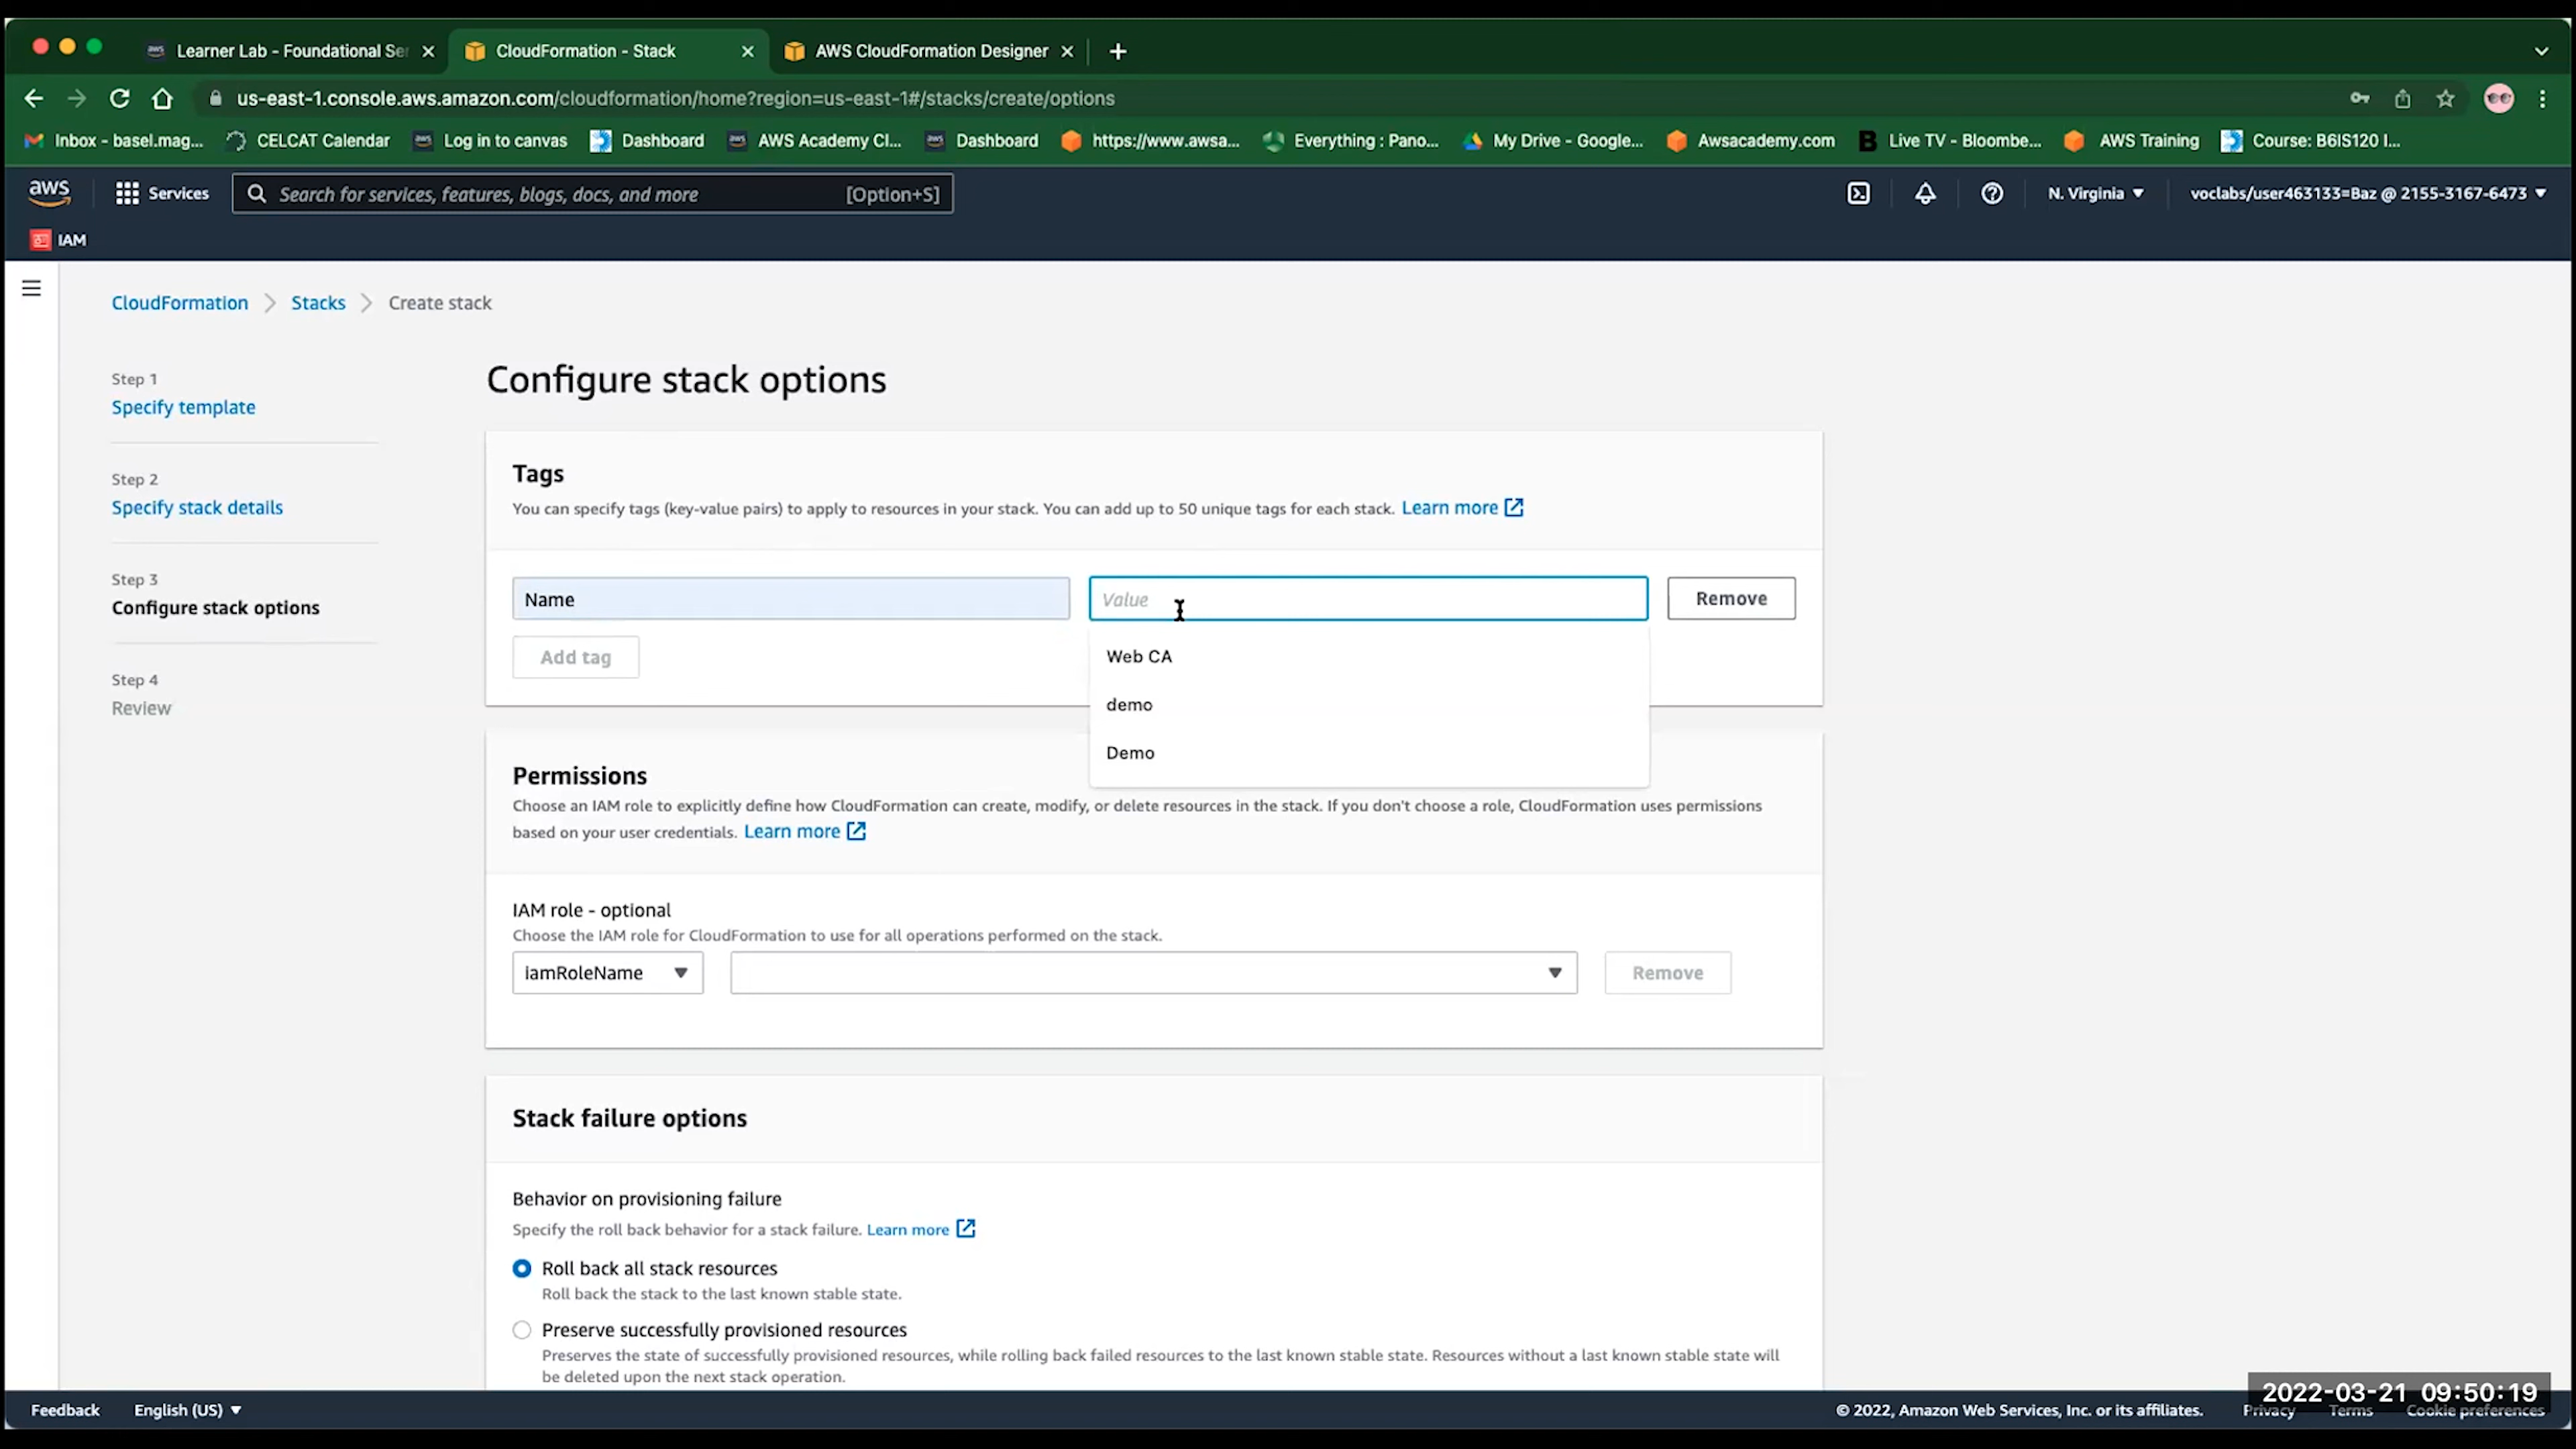 Learner Lab - Foundational Ser
CloudFormation - Stack
AWS CloudFormation Designer
us-east-1.console.aws.amazon.com/cloudformation/home?region=us-east-1#/stacks/create/options
Inbox - basel.mag...
CELCAT Calendar
Log in to canvas
Dashboard
AWS Academy Cl...
Dashboard
https://www.awsa...
Everything : Pano...
My Drive - Google...
Awsacademy.com
Live TV - Bloombe...
AWS Training
Course: B6IS120 I...
aws
Services
Search for services, features, blogs, docs, and more
[Option+S]
N. Virginia
voclabs/user463133=Baz @ 2155-3167-6473
IAM
CloudFormation
Stacks
Create stack
Step 1
Specify template
Step 2
Specify stack details
Step 3
Configure stack options
Step 4
Review
Configure stack options
Tags
You can specify tags (key-value pairs) to apply to resources in your stack. You can add up to 50 unique tags for each stack. Learn more
Name
Value
Remove
Add tag
Web CA
demo
Demo
Permissions
Choose an IAM role to explicitly define how CloudFormation can create, modify, or delete resources in the stack. If you don't choose a role, CloudFormation uses permissions
based on your user credentials. Learn more
IAM role - optional
Choose the IAM role for CloudFormation to use for all operations performed on the stack.
iamRoleName
Remove
Stack failure options
Behavior on provisioning failure
Specify the roll back behavior for a stack failure. Learn more
Roll back all stack resources
Roll back the stack to the last known stable state.
Preserve successfully provisioned resources
Preserves the state of successfully provisioned resources, while rolling back failed resources to the last known stable state. Resources without a last known stable state will
be deleted upon the next stack operation.
2022-03-21 09:50:19
Feedback
English (US)
© 2022, Amazon Web Services, Inc. or its affiliates.
Privacy
Terms
Cookie preferences